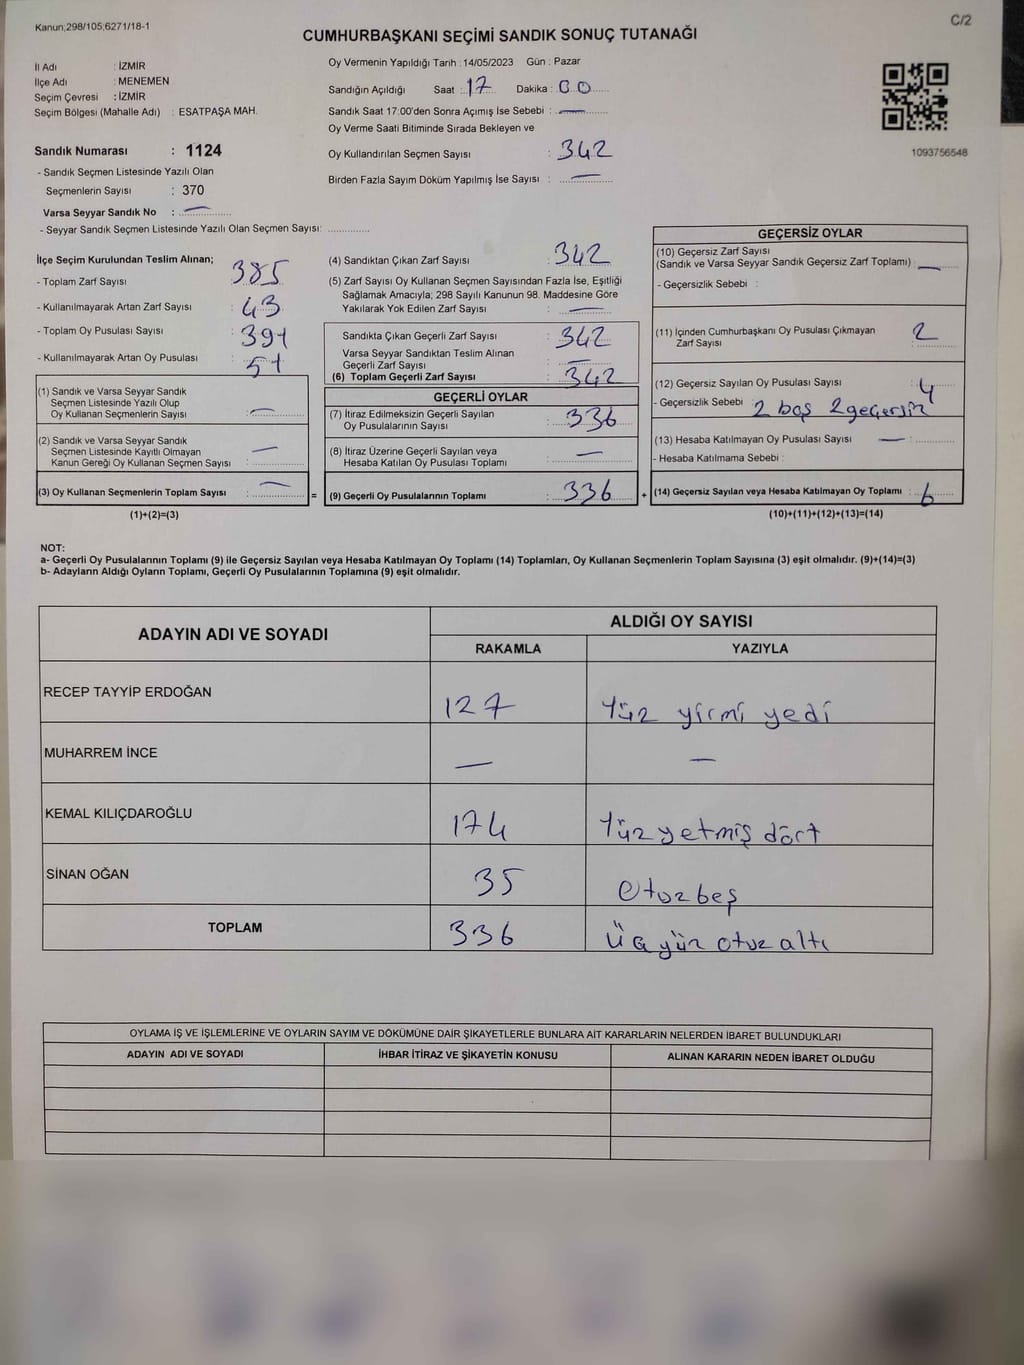 Kanun;298/105;6271/18-1
C/2
CUMHURBAŞKANI SEÇİMİ SANDIK SONUÇ TUTANAĞI
İl Adı : İZMİR
İlçe Adı : MENEMEN
Seçim Çevresi : İZMİR
Seçim Bölgesi (Mahalle Adı) : ESATPAŞA MAH.
Sandık Numarası : 1124
- Sandık Seçmen Listesinde Yazılı Olan
Seçmenlerin Sayısı : 370
Varsa Seyyar Sandık No : —
- Seyyar Sandık Seçmen Listesinde Yazılı Olan Seçmen Sayısı:
Oy Vermenin Yapıldığı Tarih : 14/05/2023 Gün : Pazar
Sandığın Açıldığı Saat : 17 Dakika : 00
Sandık Saat 17:00'den Sonra Açımış İse Sebebi : —
Oy Verme Saati Bitiminde Sırada Bekleyen ve
Oy Kullandırılan Seçmen Sayısı : 342
Birden Fazla Sayım Döküm Yapılmış İse Sayısı : —
1093756548
İlçe Seçim Kurulundan Teslim Alınan;
- Toplam Zarf Sayısı : 385
- Kullanılmayarak Artan Zarf Sayısı : 43
- Toplam Oy Pusulası Sayısı : 391
- Kullanılmayarak Artan Oy Pusulası : 51
(1) Sandık ve Varsa Seyyar Sandık
Seçmen Listesinde Yazılı Olup
Oy Kullanan Seçmenlerin Sayısı : —
(2) Sandık ve Varsa Seyyar Sandık
Seçmen Listesinde Kayıtlı Olmayan
Kanun Gereği Oy Kullanan Seçmen Sayısı : —
(3) Oy Kullanan Seçmenlerin Toplam Sayısı : —
(1)+(2)=(3)
=
(4) Sandıktan Çıkan Zarf Sayısı : 342
(5) Zarf Sayısı Oy Kullanan Seçmen Sayısından Fazla İse, Eşitliği
Sağlamak Amacıyla; 298 Sayılı Kanunun 98. Maddesine Göre
Yakılarak Yok Edilen Zarf Sayısı : —
Sandıkta Çıkan Geçerli Zarf Sayısı : 342
Varsa Seyyar Sandıktan Teslim Alınan
Geçerli Zarf Sayısı : —
(6) Toplam Geçerli Zarf Sayısı : 342
GEÇERLİ OYLAR
(7) İtiraz Edilmeksizin Geçerli Sayılan
Oy Pusulalarının Sayısı : 336
(8) İtiraz Üzerine Geçerli Sayılan veya
Hesaba Katılan Oy Pusulası Toplamı : —
(9) Geçerli Oy Pusulalarının Toplamı : 336
+
GEÇERSİZ OYLAR
(10) Geçersiz Zarf Sayısı
(Sandık ve Varsa Seyyar Sandık Geçersiz Zarf Toplamı) : —
- Geçersizlik Sebebi :
(11) İçinden Cumhurbaşkanı Oy Pusulası Çıkmayan
Zarf Sayısı : 2
(12) Geçersiz Sayılan Oy Pusulası Sayısı : 4
- Geçersizlik Sebebi : 2 boş 2 geçersiz
(13) Hesaba Katılmayan Oy Pusulası Sayısı — :
- Hesaba Katılmama Sebebi :
(14) Geçersiz Sayılan veya Hesaba Katılmayan Oy Toplamı : 6
(10)+(11)+(12)+(13)=(14)
NOT:
a- Geçerli Oy Pusulalarının Toplamı (9) ile Geçersiz Sayılan veya Hesaba Katılmayan Oy Toplamı (14) Toplamları, Oy Kullanan Seçmenlerin Toplam Sayısına (3) eşit olmalıdır. (9)+(14)=(3)
b- Adayların Aldığı Oyların Toplamı, Geçerli Oy Pusulalarının Toplamına (9) eşit olmalıdır.
ADAYIN ADI VE SOYADI
ALDIĞI OY SAYISI
RAKAMLA YAZIYLA
RECEP TAYYİP ERDOĞAN 127 Yüz yirmi yedi
MUHARREM İNCE — —
KEMAL KILIÇDAROĞLU 174 Yüz yetmiş dört
SİNAN OĞAN 35 Otuz beş
TOPLAM 336 Üç yüz otuz altı
OYLAMA İŞ VE İŞLEMLERİNE VE OYLARIN SAYIM VE DÖKÜMÜNE DAİR ŞİKAYETLERLE BUNLARA AİT KARARLARIN NELERDEN İBARET BULUNDUKLARI
ADAYIN ADI VE SOYADI İHBAR İTİRAZ VE ŞİKAYETİN KONUSU ALINAN KARARIN NEDEN İBARET OLDUĞU